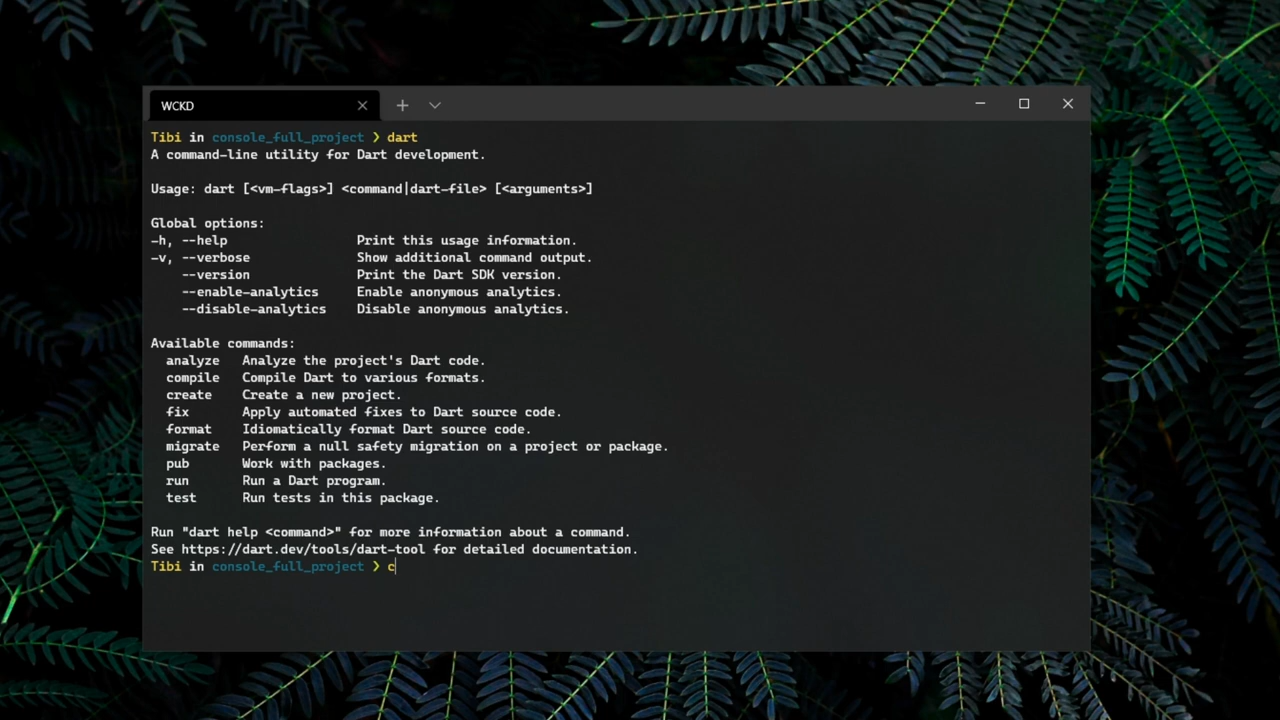 WCKD
Tibi in console_full_project ❯ dart
A command-line utility for Dart development.
Usage: dart [<vm-flags>] <command|dart-file> [<arguments>]
Global options:
-h, --help                 Print this usage information.
-v, --verbose              Show additional command output.
    --version              Print the Dart SDK version.
    --enable-analytics     Enable anonymous analytics.
    --disable-analytics    Disable anonymous analytics.
Available commands:
  analyze   Analyze the project's Dart code.
  compile   Compile Dart to various formats.
  create    Create a new project.
  fix       Apply automated fixes to Dart source code.
  format    Idiomatically format Dart source code.
  migrate   Perform a null safety migration on a project or package.
  pub       Work with packages.
  run       Run a Dart program.
  test      Run tests in this package.
Run "dart help <command>" for more information about a command.
See https://dart.dev/tools/dart-tool for detailed documentation.
Tibi in console_full_project ❯ c